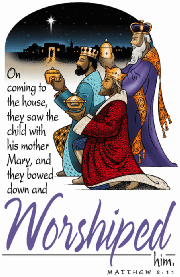 On
coming to
the house,
they saw the
child with
his mother
Mary, and
they bowed
down and
Worshiped
him.
MATTHEW 2:11